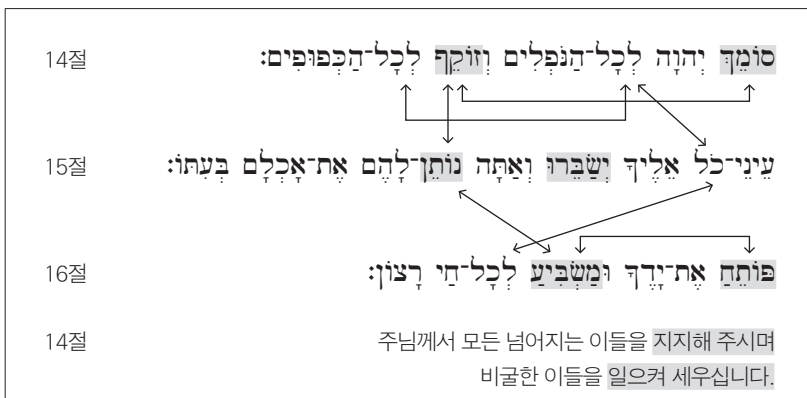 14절 סוֹמֵךְ יְהוָה לְכָל־הַנֹּפְלִים וְזוֹקֵף לְכָל־הַכְּפוּפִים׃
15절 עֵינֵי־כֹל אֵלֶיךָ יְשַׂבֵּרוּ וְאַתָּה נוֹתֵן־לָהֶם אֶת־אָכְלָם בְּעִתּוֹ׃
16절 פּוֹתֵחַ אֶת־יָדֶךָ וּמַשְׂבִּיעַ לְכָל־חַי רָצוֹן׃
14절 주님께서 모든 넘어지는 이들을 지지해 주시며
비굴한 이들을 일으켜 세우십니다.